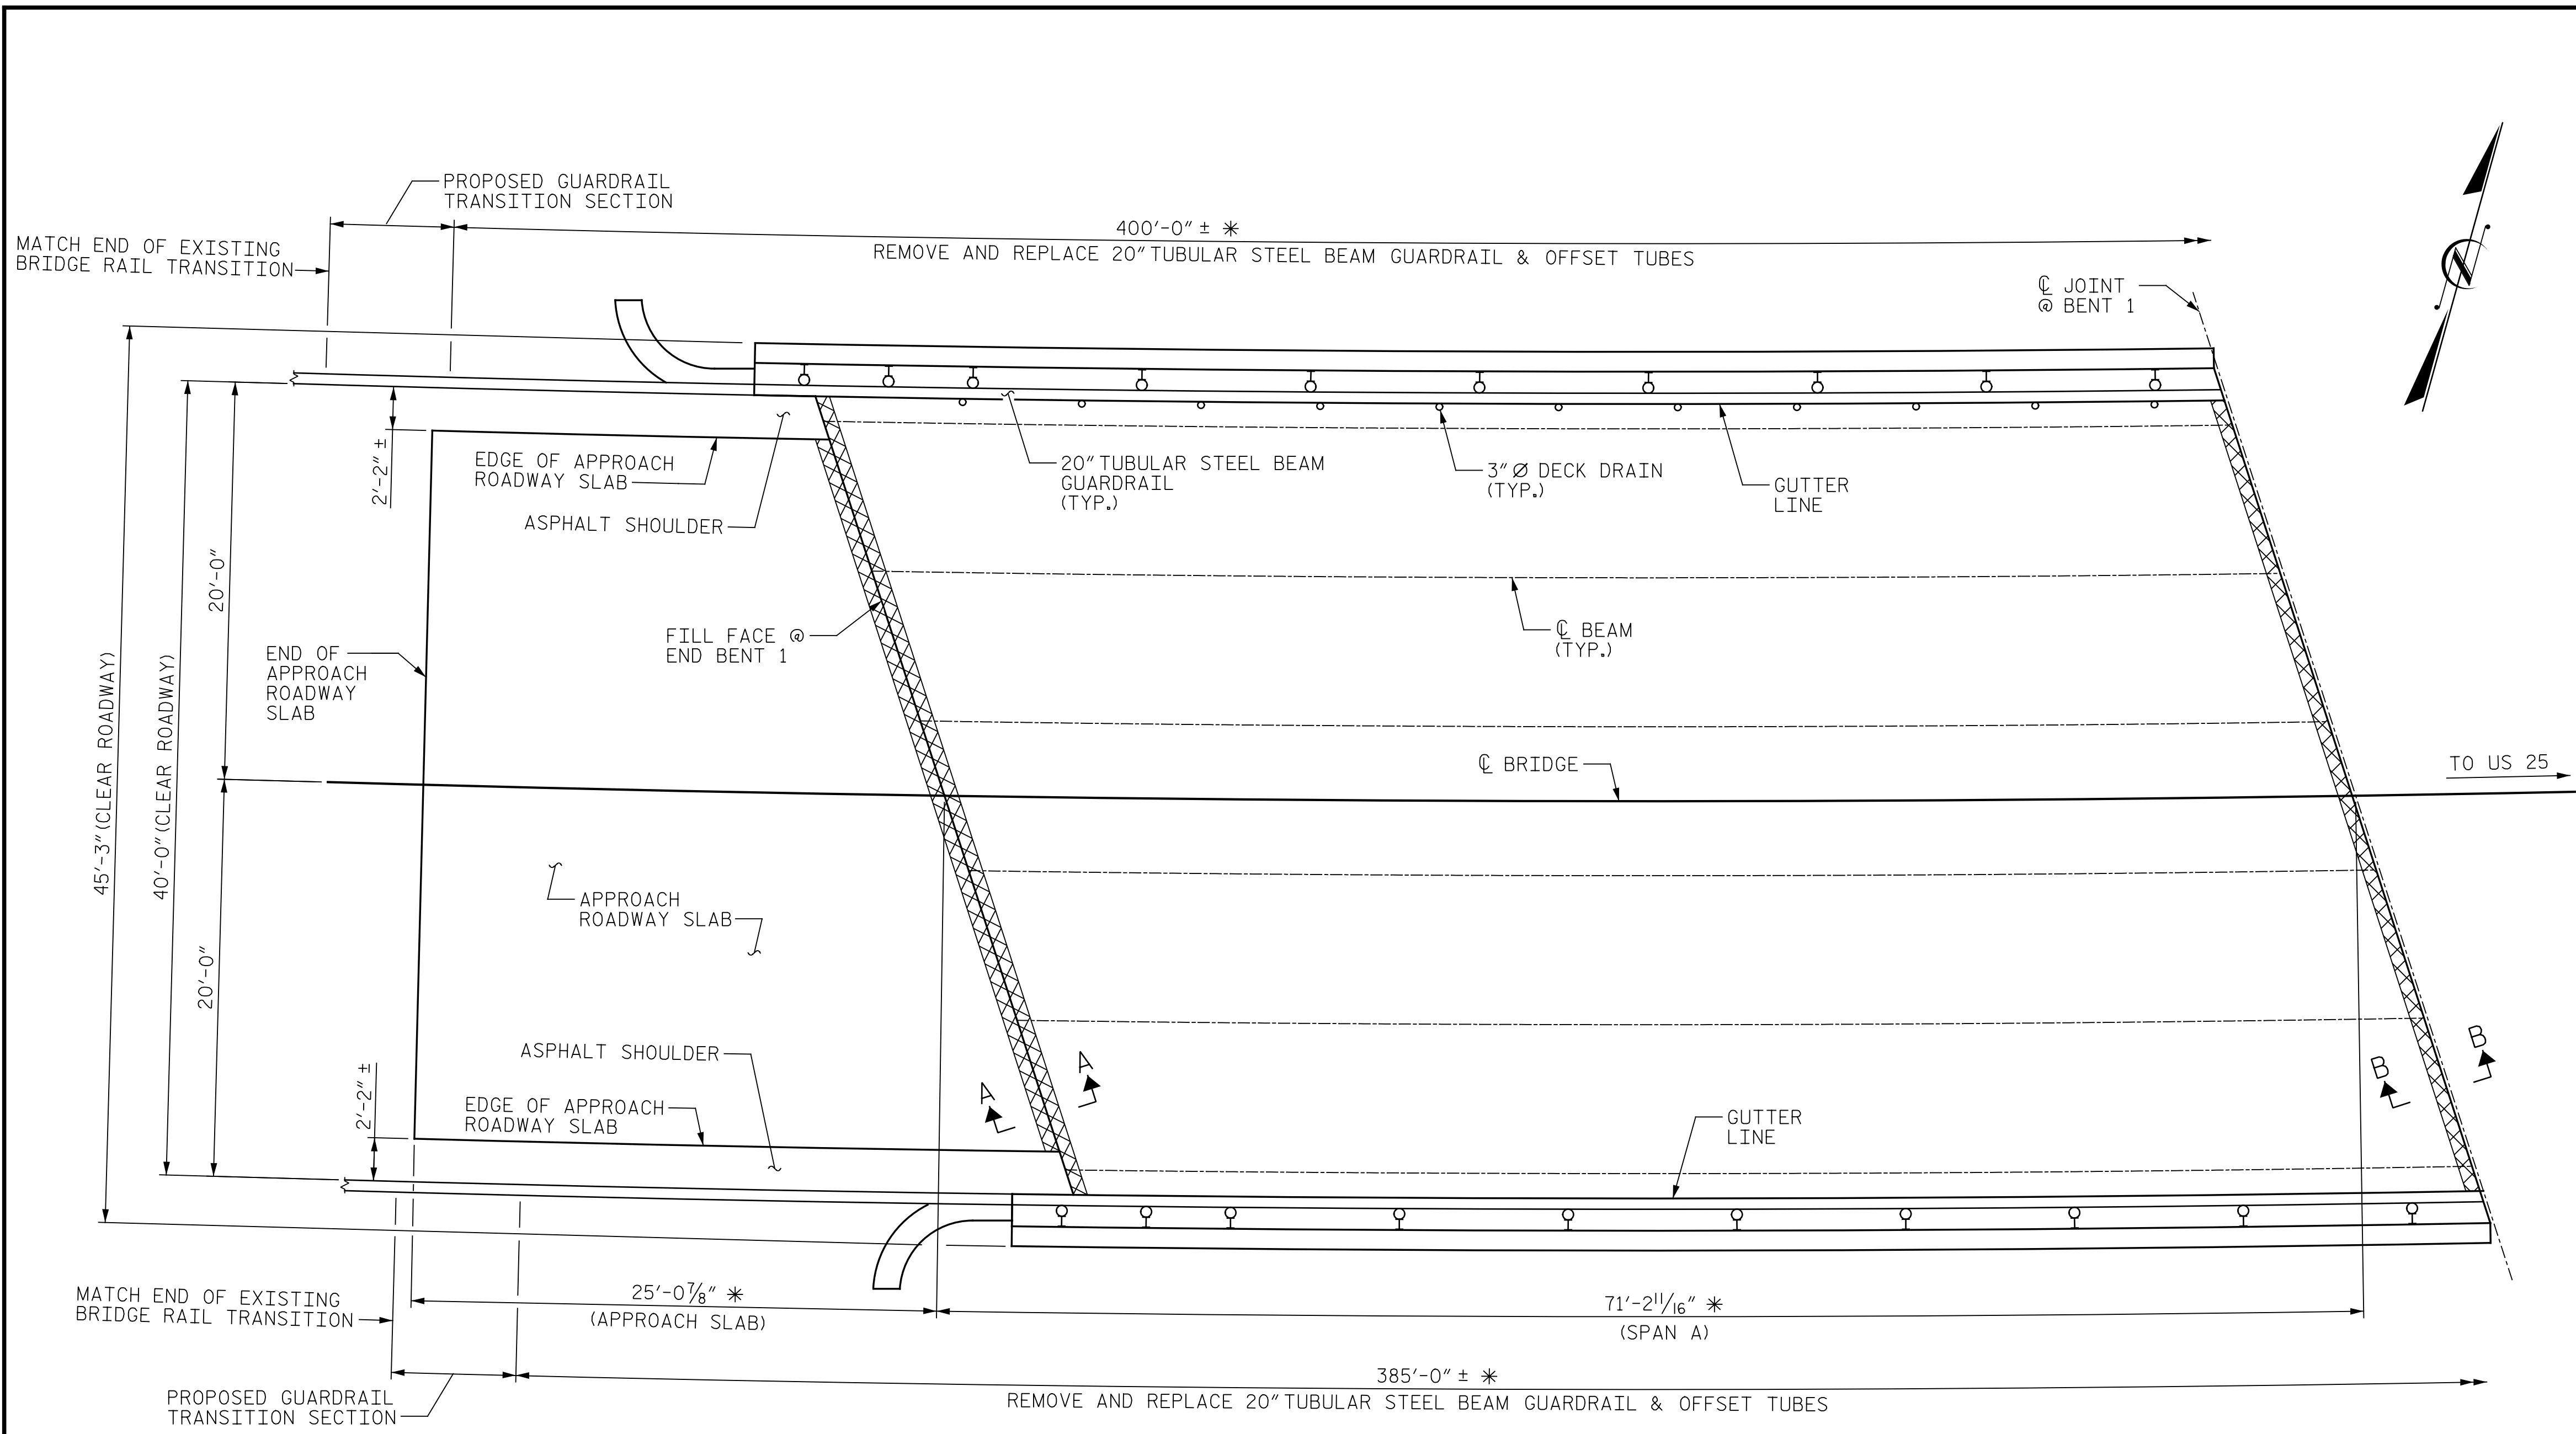 PROPOSED GUARDRAIL
TRANSITION SECTION
MATCH END OF EXISTING
BRIDGE RAIL TRANSITION
400'-0" ± *
REMOVE AND REPLACE 20" TUBULAR STEEL BEAM GUARDRAIL & OFFSET TUBES
℄ JOINT
@ BENT 1
N
2'-2" ±
EDGE OF APPROACH
ROADWAY SLAB
ASPHALT SHOULDER
20" TUBULAR STEEL BEAM
GUARDRAIL
(TYP.)
3" Ø DECK DRAIN
(TYP.)
GUTTER
LINE
20'-0"
45'-3" (CLEAR ROADWAY)
40'-0" (CLEAR ROADWAY)
END OF
APPROACH
ROADWAY
SLAB
FILL FACE @
END BENT 1
℄ BEAM
(TYP.)
℄ BRIDGE
TO US 25
APPROACH
ROADWAY SLAB
20'-0"
ASPHALT SHOULDER
2'-2" ±
EDGE OF APPROACH
ROADWAY SLAB
A
A
B
B
GUTTER
LINE
MATCH END OF EXISTING
BRIDGE RAIL TRANSITION
25'-0 7/8" *
(APPROACH SLAB)
71'-2 11/16" *
(SPAN A)
385'-0" ± *
REMOVE AND REPLACE 20" TUBULAR STEEL BEAM GUARDRAIL & OFFSET TUBES
PROPOSED GUARDRAIL
TRANSITION SECTION